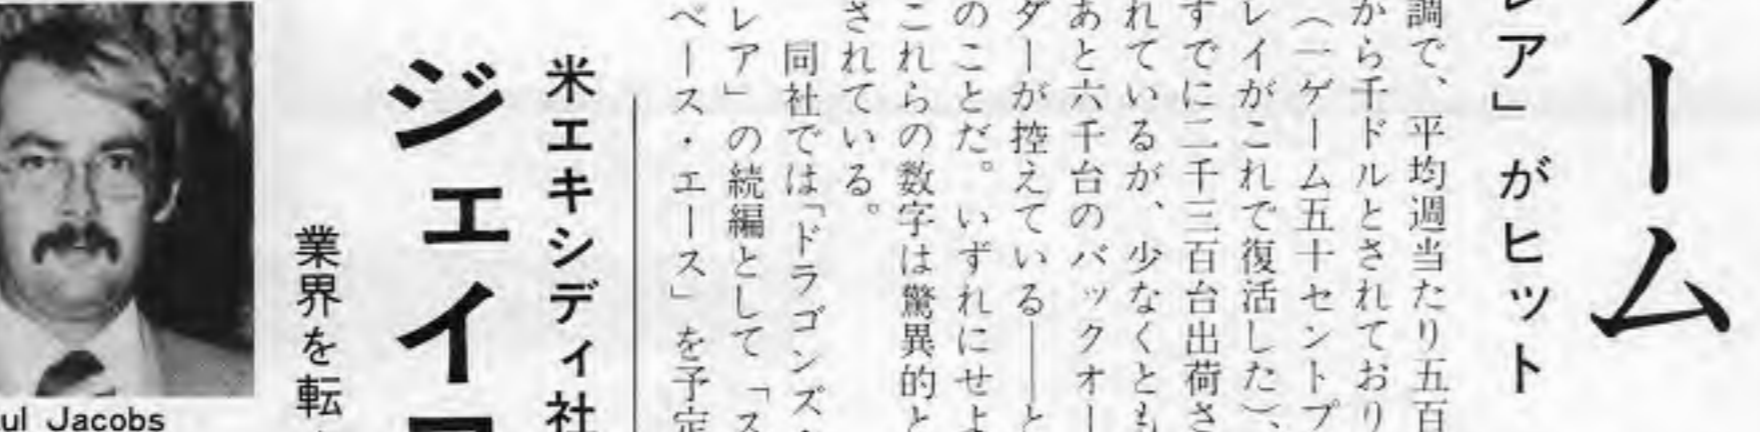 ーム
レア」がヒット
調で、平均週当たり五百
から千ドルとされており
（一ゲーム五十セントプ
レイがこれで復活した）、
すでに二千三百台出荷さ
れているが、少なくとも
あと六千台のバックオー
ダーが控えている――と
のことだ。いずれにせよ
これらの数字は驚異的と
されている。
同社では「ドラゴンズ・
レア」の続編として「ス
ペース・エース」を予定
米エキシディ社
ジェイ
業界を転
ul Jacobs